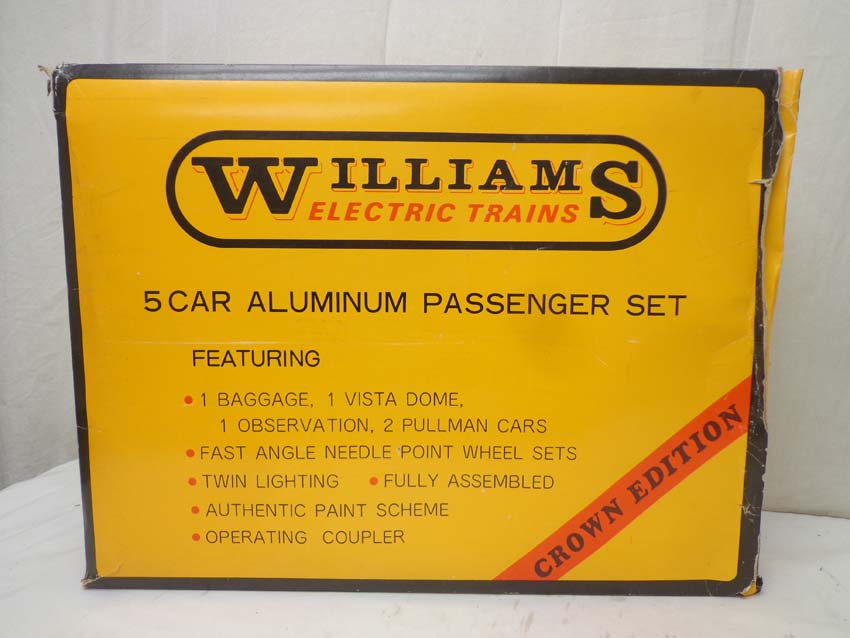 WILLIAMS
ELECTRIC TRAINS
5 CAR ALUMINUM PASSENGER SET
FEATURING
• 1 BAGGAGE, 1 VISTA DOME,
1 OBSERVATION, 2 PULLMAN CARS
• FAST ANGLE NEEDLE POINT WHEEL SETS
• TWIN LIGHTING • FULLY ASSEMBLED
• AUTHENTIC PAINT SCHEME
• OPERATING COUPLER
CROWN EDITION